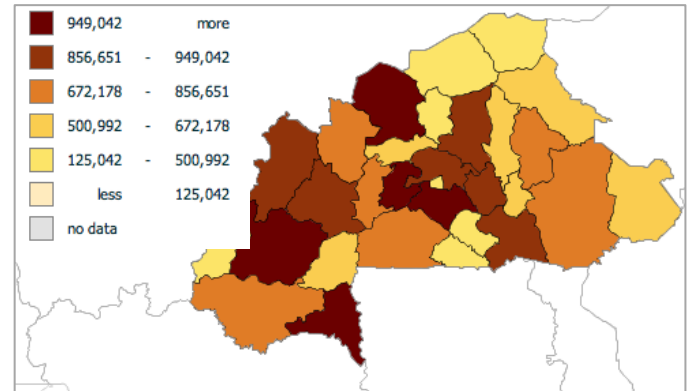 949,042 more
856,651 - 949,042
672,178 - 856,651
500,992 - 672,178
125,042 - 500,992
less 125,042
no data